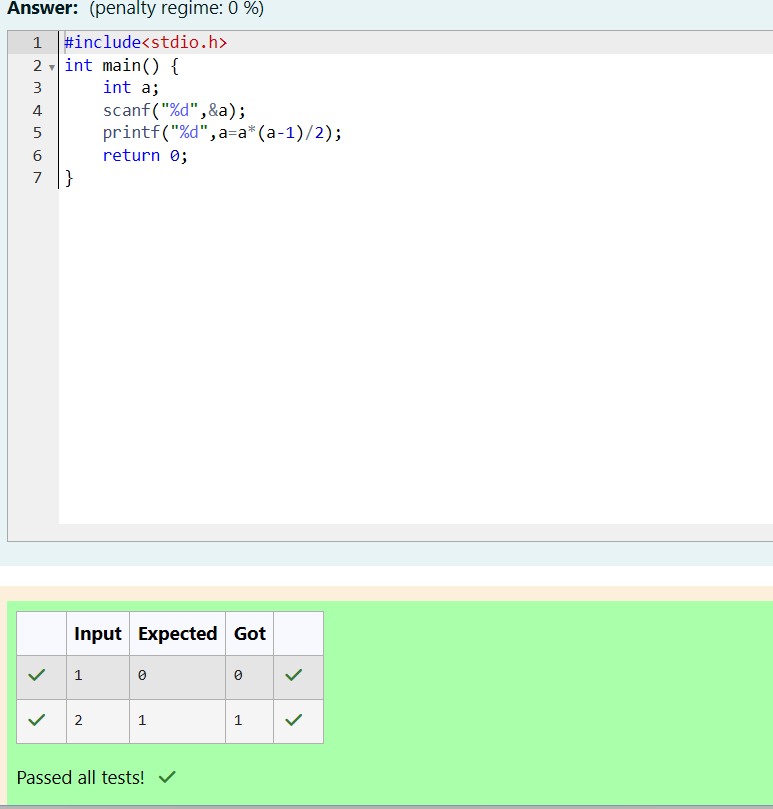 Answer: (penalty regime: 0 %)
1 #include<stdio.h>
2 int main() {
3 int a;
4 scanf("%d",&a);
5 printf("%d",a=a*(a-1)/2);
6 return 0;
7 }
Input Expected Got
1 0 0
2 1 1
Passed all tests!